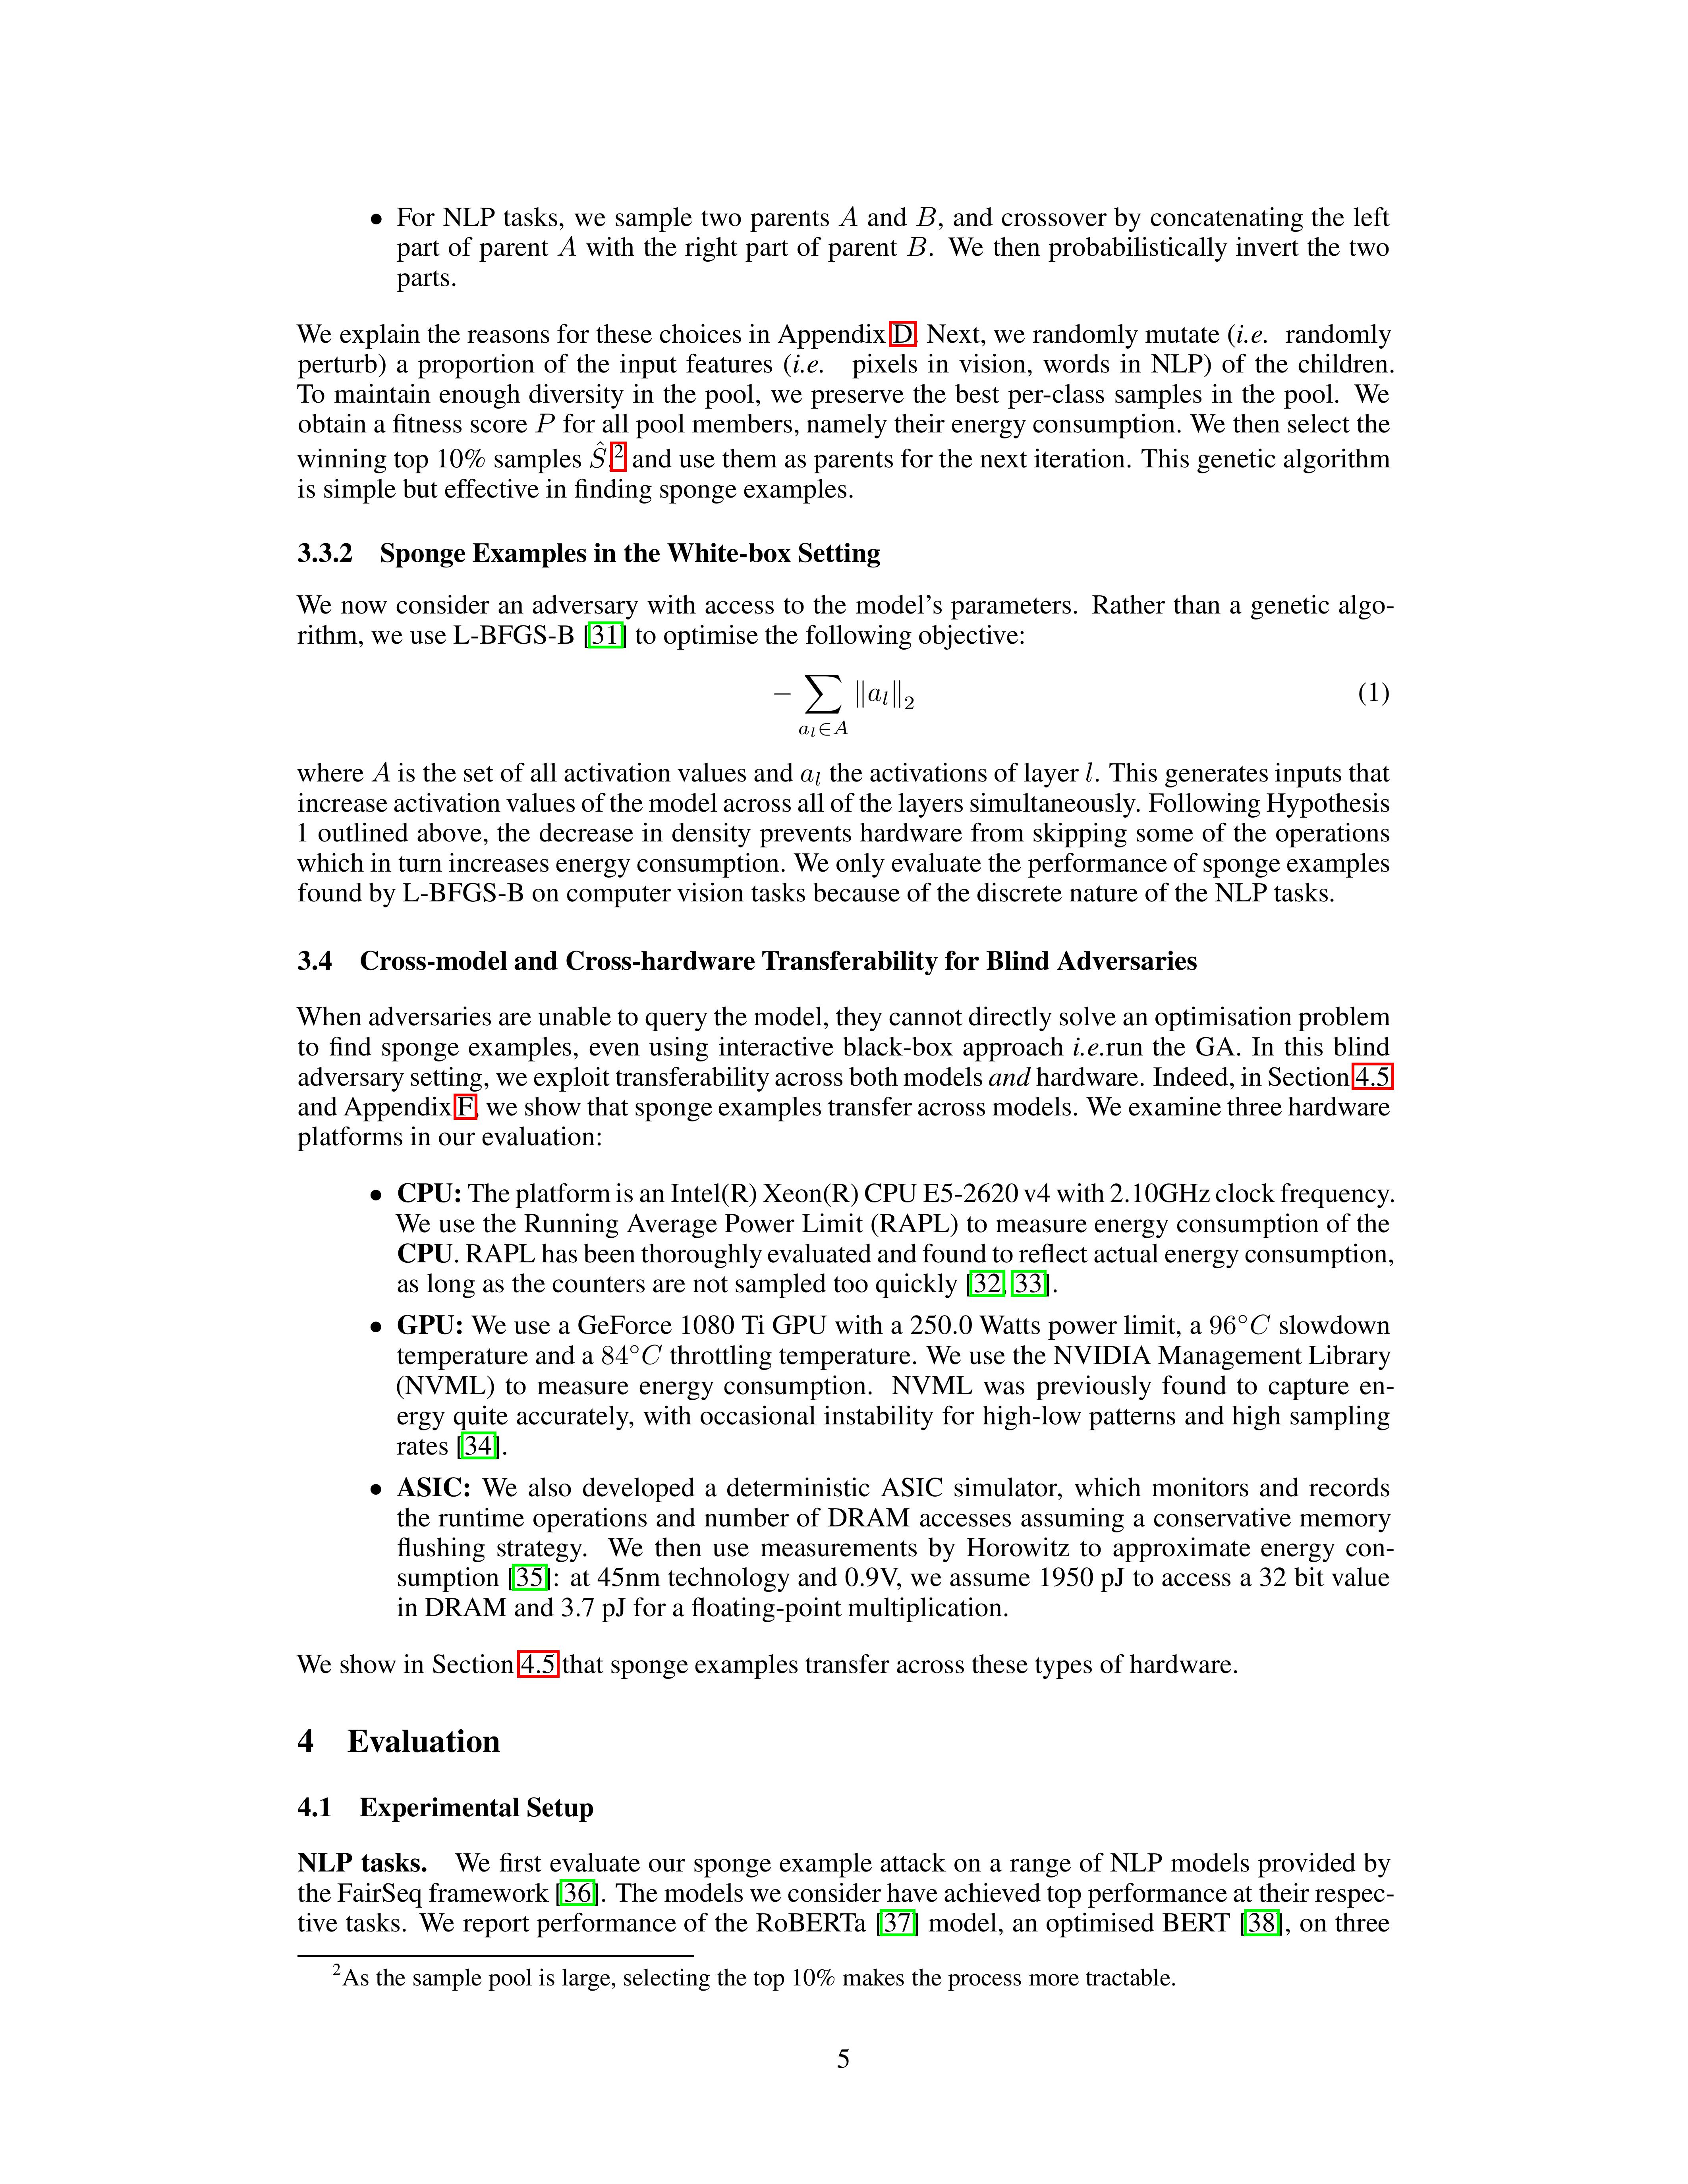 • For NLP tasks, we sample two parents A and B, and crossover by concatenating the left
part of parent A with the right part of parent B. We then probabilistically invert the two
parts.
We explain the reasons for these choices in Appendix D. Next, we randomly mutate (i.e. randomly
perturb) a proportion of the input features (i.e. pixels in vision, words in NLP) of the children.
To maintain enough diversity in the pool, we preserve the best per-class samples in the pool. We
obtain a fitness score P for all pool members, namely their energy consumption. We then select the
winning top 10% samples Ŝ,² and use them as parents for the next iteration. This genetic algorithm
is simple but effective in finding sponge examples.
3.3.2 Sponge Examples in the White-box Setting
We now consider an adversary with access to the model's parameters. Rather than a genetic algo-
rithm, we use L-BFGS-B [31] to optimise the following objective:
− ∑ ‖a_l‖₂ (1)
a_l∈A
where A is the set of all activation values and a_l the activations of layer l. This generates inputs that
increase activation values of the model across all of the layers simultaneously. Following Hypothesis
1 outlined above, the decrease in density prevents hardware from skipping some of the operations
which in turn increases energy consumption. We only evaluate the performance of sponge examples
found by L-BFGS-B on computer vision tasks because of the discrete nature of the NLP tasks.
3.4 Cross-model and Cross-hardware Transferability for Blind Adversaries
When adversaries are unable to query the model, they cannot directly solve an optimisation problem
to find sponge examples, even using interactive black-box approach i.e.run the GA. In this blind
adversary setting, we exploit transferability across both models and hardware. Indeed, in Section 4.5
and Appendix F, we show that sponge examples transfer across models. We examine three hardware
platforms in our evaluation:
• CPU: The platform is an Intel(R) Xeon(R) CPU E5-2620 v4 with 2.10GHz clock frequency.
We use the Running Average Power Limit (RAPL) to measure energy consumption of the
CPU. RAPL has been thoroughly evaluated and found to reflect actual energy consumption,
as long as the counters are not sampled too quickly [32, 33].
• GPU: We use a GeForce 1080 Ti GPU with a 250.0 Watts power limit, a 96°C slowdown
temperature and a 84°C throttling temperature. We use the NVIDIA Management Library
(NVML) to measure energy consumption. NVML was previously found to capture en-
ergy quite accurately, with occasional instability for high-low patterns and high sampling
rates [34].
• ASIC: We also developed a deterministic ASIC simulator, which monitors and records
the runtime operations and number of DRAM accesses assuming a conservative memory
flushing strategy. We then use measurements by Horowitz to approximate energy con-
sumption [35]: at 45nm technology and 0.9V, we assume 1950 pJ to access a 32 bit value
in DRAM and 3.7 pJ for a floating-point multiplication.
We show in Section 4.5 that sponge examples transfer across these types of hardware.
4 Evaluation
4.1 Experimental Setup
NLP tasks. We first evaluate our sponge example attack on a range of NLP models provided by
the FairSeq framework [36]. The models we consider have achieved top performance at their respec-
tive tasks. We report performance of the RoBERTa [37] model, an optimised BERT [38], on three
²As the sample pool is large, selecting the top 10% makes the process more tractable.
5